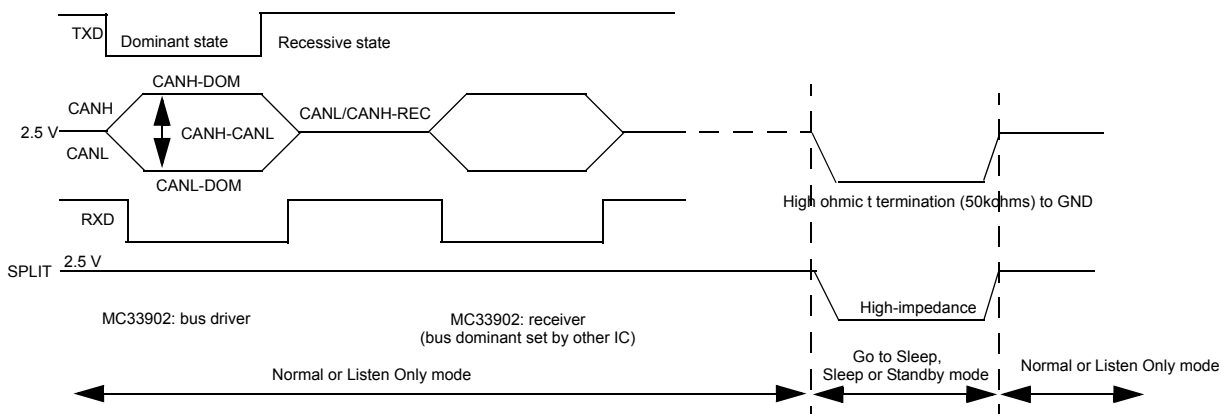 TXD
Dominant state
Recessive state
CANH-DOM
CANH
CANL/CANH-REC
2.5 V
CANH-CANL
CANL
CANL-DOM
High ohmic t termination (50kohms) to GND
RXD
2.5 V
SPLIT
High-impedance
MC33902: bus driver
MC33902: receiver
(bus dominant set by other IC)
Go to Sleep,
Normal or Listen Only mode
Sleep or Standby mode
Normal or Listen Only mode